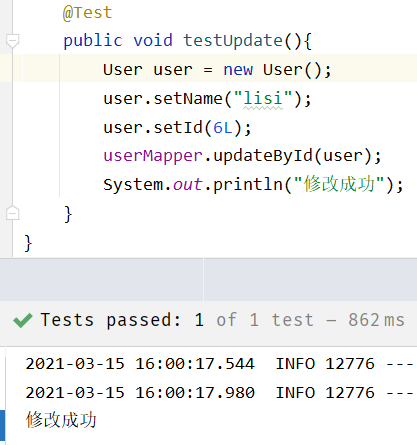 @Test
public void testUpdate(){
User user = new User();
user.setName("lisi");
user.setId(6L);
userMapper.updateById(user);
System.out.println("修改成功");
}
}
Tests passed: 1 of 1 test – 862 ms
2021-03-15 16:00:17.544  INFO 12776 ---
2021-03-15 16:00:17.980  INFO 12776 ---
修改成功